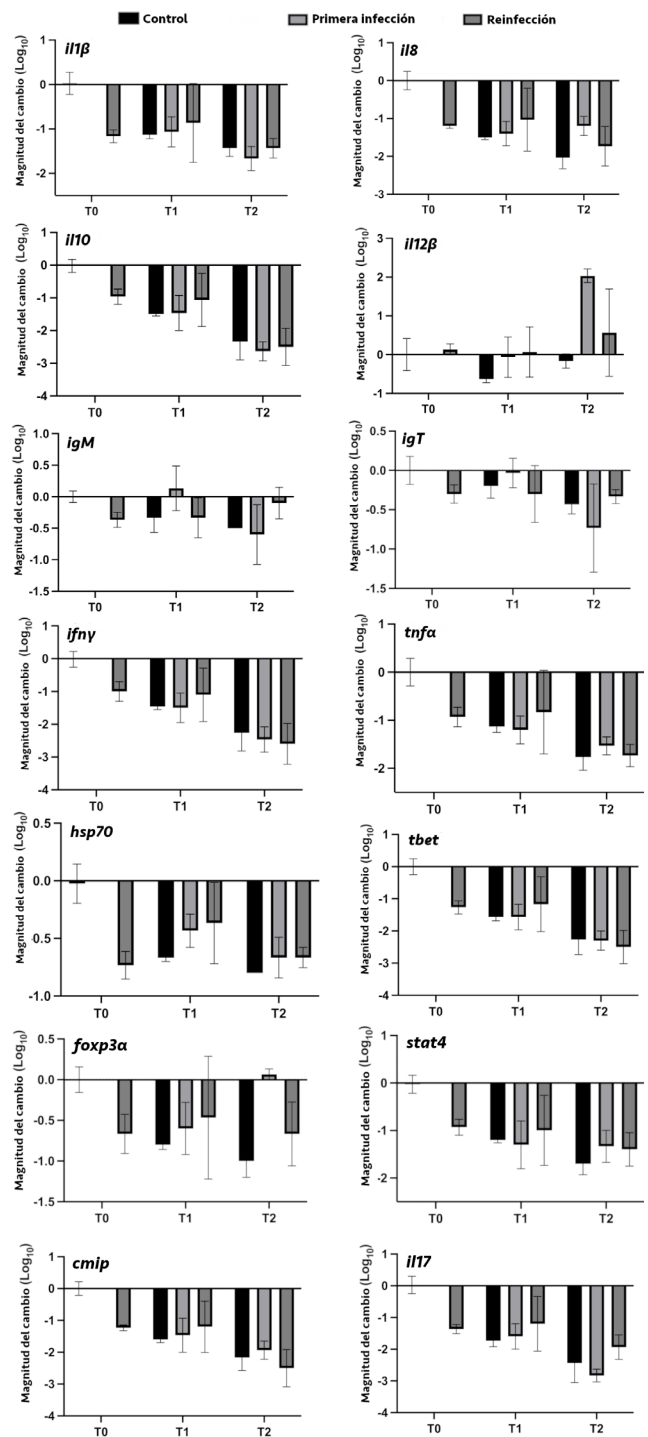 Control Primera infección Reinfección
il1β
Magnitud del cambio (Log10)
1
0
-1
-2
T0 T1 T2
il8
Magnitud del cambio (Log10)
1
0
-1
-2
-3
T0 T1 T2
il10
Magnitud del cambio (Log10)
1
0
-1
-2
-3
-4
T0 T1 T2
il12β
Magnitud del cambio (Log10)
3
2
1
0
-1
T0 T1 T2
igM
Magnitud del cambio (Log10)
1.0
0.5
0.0
-0.5
-1.0
-1.5
T0 T1 T2
igT
Magnitud del cambio (Log10)
0.5
0.0
-0.5
-1.0
-1.5
T0 T1 T2
ifnγ
Magnitud del cambio (Log10)
1
0
-1
-2
-3
-4
T0 T1 T2
tnfα
Magnitud del cambio (Log10)
1
0
-1
-2
T0 T1 T2
hsp70
Magnitud del cambio (Log10)
0.5
0.0
0.5
-1.0
T0 T1 T2
tbet
Magnitud del cambio (Log10)
1
0
-1
-2
-3
-4
T0 T1 T2
foxp3α
Magnitud del cambio (Log10)
0.5
0.0
-0.5
-1.0
-1.5
T0 T1 T2
stat4
Magnitud del cambio (Log10)
1
0
-1
-2
T0 T1 T2
cmip
Magnitud del cambio (Log10)
1
0
-1
-2
-3
-4
T0 T1 T2
il17
Magnitud del cambio (Log10)
1
0
-1
-2
-3
-4
T0 T1 T2